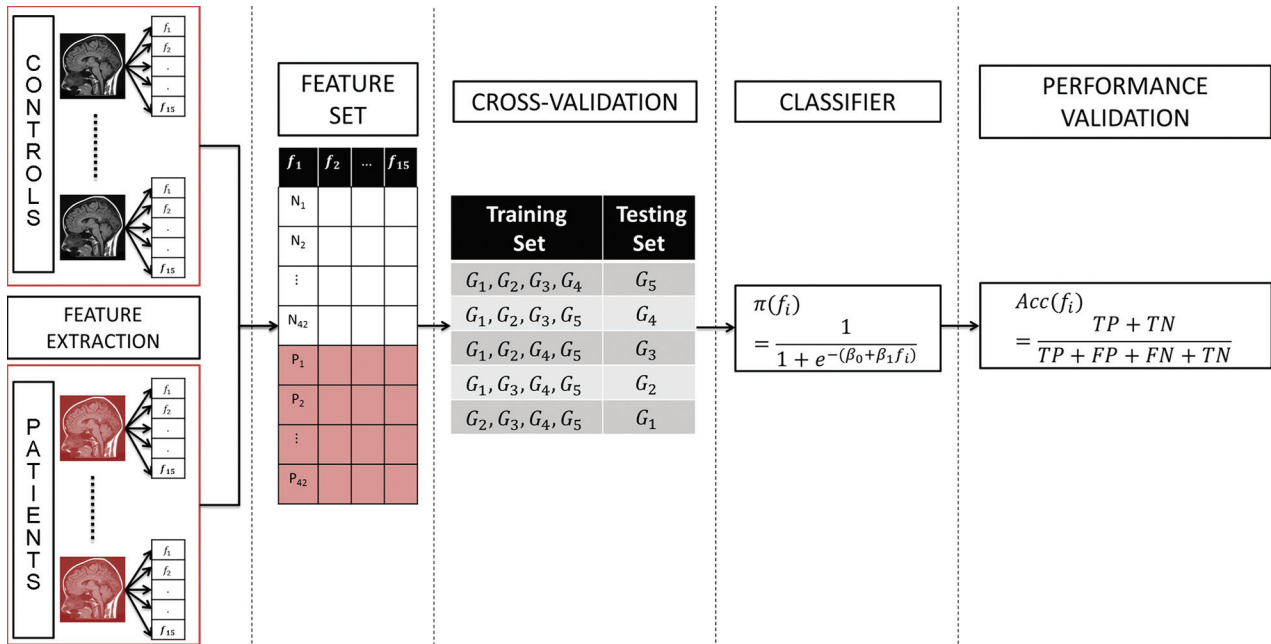 CONTROLS
f₁
f₂
.
.
f₁₅
f₁
f₂
.
.
f₁₅
FEATURE
EXTRACTION
PATIENTS
f₁
f₂
.
.
f₁₅
f₁
f₂
.
.
f₁₅
FEATURE
SET
f₁ f₂ ... f₁₅
N₁
N₂
⋮
N₄₂
P₁
P₂
⋮
P₄₂
CROSS-VALIDATION
Training Testing
Set Set
G₁, G₂, G₃, G₄ G₅
G₁, G₂, G₃, G₅ G₄
G₁, G₂, G₄, G₅ G₃
G₁, G₃, G₄, G₅ G₂
G₂, G₃, G₄, G₅ G₁
CLASSIFIER
π(fᵢ)
= 1 / (1 + e^−(β₀+β₁fᵢ))
PERFORMANCE
VALIDATION
Acc(fᵢ)
= (TP + TN) / (TP + FP + FN + TN)